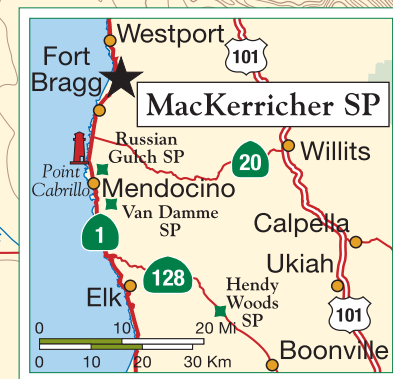 Westport
101
Fort
Bragg
MacKerricher SP
Russian
Gulch SP
20
Willits
Point
Cabrillo
Mendocino
Van Damme
SP
Calpella
1
Ukiah
128
Hendy
Woods
SP
Elk
101
0 10 20 Mi
0 10 20 30 Km
Boonville